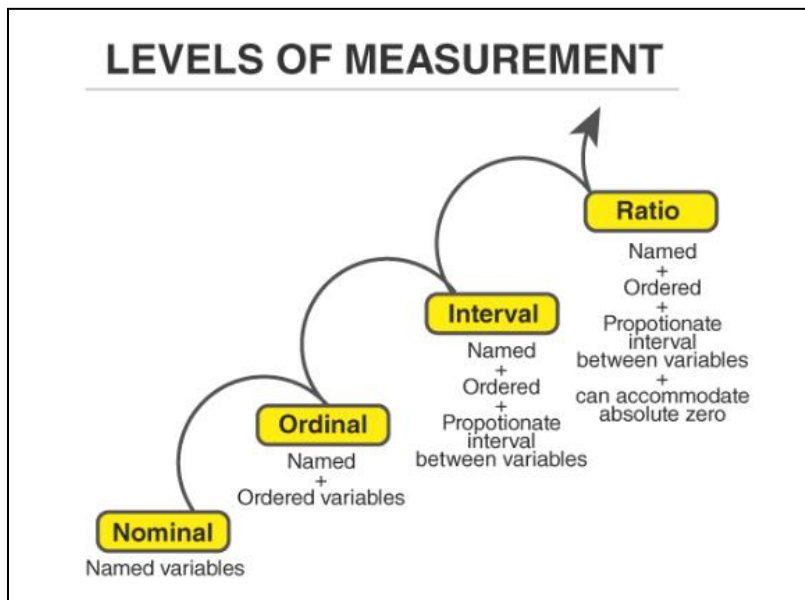 LEVELS OF MEASUREMENT
Nominal
Named variables
Ordinal
Named
+
Ordered variables
Interval
Named
+
Ordered
+
Propotionate
interval
between variables
Ratio
Named
+
Ordered
+
Propotionate
interval
between variables
+
can accommodate
absolute zero